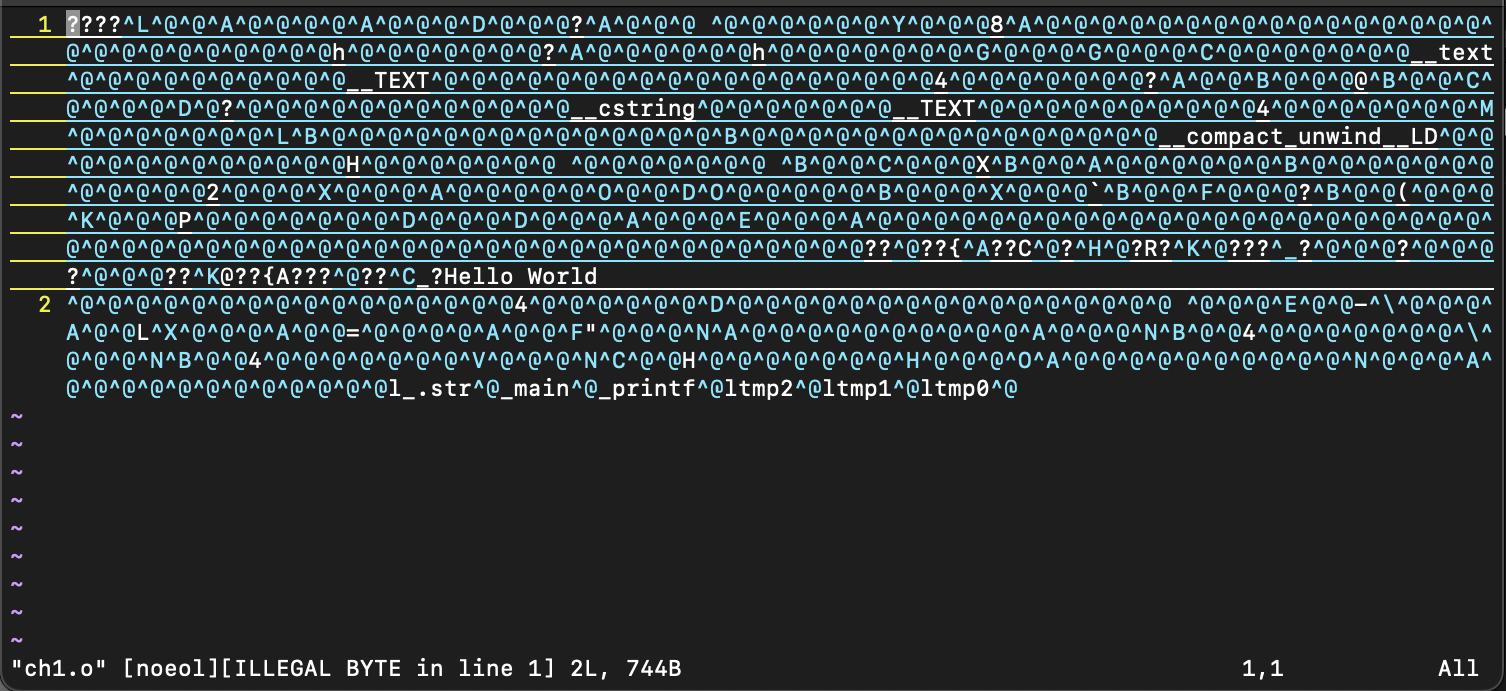 1 ????^L^@^@^A^@^@^@^@^A^@^@^@^D^@^@^@?^A^@^@^@ ^@^@^@^@^@^@^Y^@^@^@8^A^@^@^@^@^@^@^@^@^@^@^@^@^@^@^@^@^
@^@^@^@^@^@^@^@^@^@h^@^@^@^@^@^@^@?^A^@^@^@^@^@^@h^@^@^@^@^@^@^@^G^@^@^@^G^@^@^@^C^@^@^@^@^@^@^@__text
^@^@^@^@^@^@^@^@^@^@__TEXT^@^@^@^@^@^@^@^@^@^@^@^@^@^@^@^@^@^@4^@^@^@^@^@^@^@?^A^@^@^B^@^@^@@^B^@^@^C^
@^@^@^@^D^@?^@^@^@^@^@^@^@^@^@^@^@^@__cstring^@^@^@^@^@^@^@__TEXT^@^@^@^@^@^@^@^@^@^@4^@^@^@^@^@^@^@^M
^@^@^@^@^@^@^@^L^B^@^@^@^@^@^@^@^@^@^@^@^@^@^@^B^@^@^@^@^@^@^@^@^@^@^@^@^@^@^@__compact_unwind__LD^@^@
^@^@^@^@^@^@^@^@^@^@H^@^@^@^@^@^@^@ ^@^@^@^@^@^@^@ ^B^@^@^C^@^@^@X^B^@^@^A^@^@^@^@^@^@^B^@^@^@^@^@^@^@
^@^@^@^@^@2^@^@^@^X^@^@^@^A^@^@^@^@^@^O^@^@^D^O^@^@^@^@^@^B^@^@^@^X^@^@^@`^B^@^@^F^@^@^@?^B^@^@(^@^@^@
^K^@^@^@P^@^@^@^@^@^@^@^D^@^@^@^D^@^@^@^A^@^@^@^E^@^@^@^A^@^@^@^@^@^@^@^@^@^@^@^@^@^@^@^@^@^@^@^@^@^@^
@^@^@^@^@^@^@^@^@^@^@^@^@^@^@^@^@^@^@^@^@^@^@^@^@^@^@^@^@??^@??{^A??C^@?^H^@?R?^K^@???^_?^@^@^@?^@^@^@
?^@^@^@??^K@??{A???^@??^C_?Hello World
2 ^@^@^@^@^@^@^@^@^@^@^@^@^@^@^@^@4^@^@^@^@^@^@^D^@^@^@^@^@^@^@^@^@^@^@^@^@^@^@^@ ^@^@^@^E^@^@-^\^@^@^@^
A^@^@L^X^@^@^@^A^@^@=^@^@^@^@^A^@^@^F"^@^@^@^N^A^@^@^@^@^@^@^@^@^@^@^A^@^@^@^N^B^@^@4^@^@^@^@^@^@^@^\^
@^@^@^N^B^@^@4^@^@^@^@^@^@^@^V^@^@^@^N^C^@^@H^@^@^@^@^@^@^@^H^@^@^@^O^A^@^@^@^@^@^@^@^@^@^@^N^@^@^@^A^
@^@^@^@^@^@^@^@^@^@^@^@l_.str^@_main^@_printf^@ltmp2^@ltmp1^@ltmp0^@
~
~
~
~
~
~
~
~
~
"ch1.o" [noeol][ILLEGAL BYTE in line 1] 2L, 744B 1,1 All